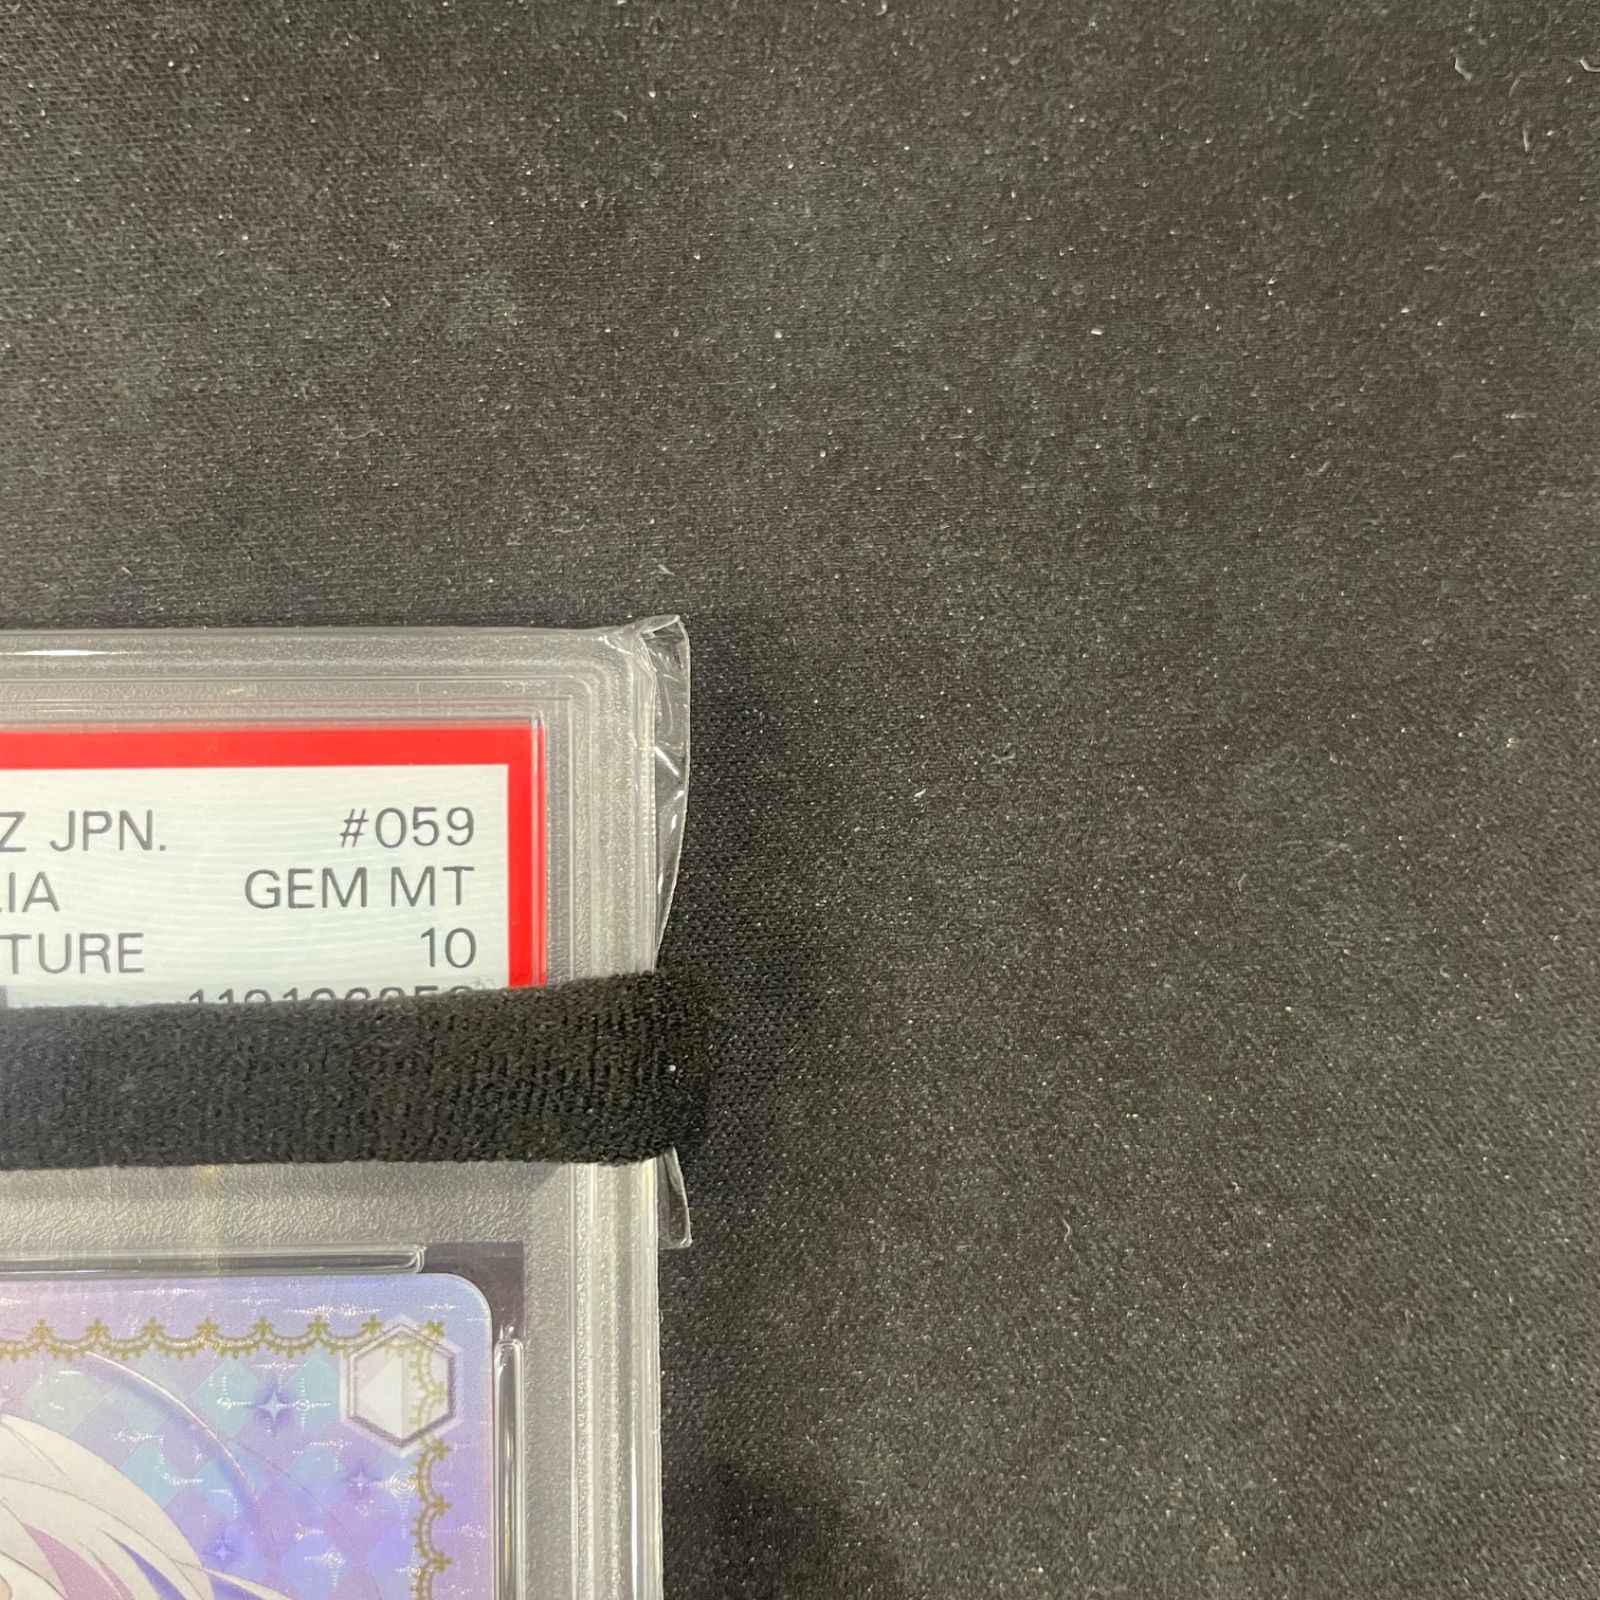 Z JPN. #059
LIA GEM MT
TURE 10